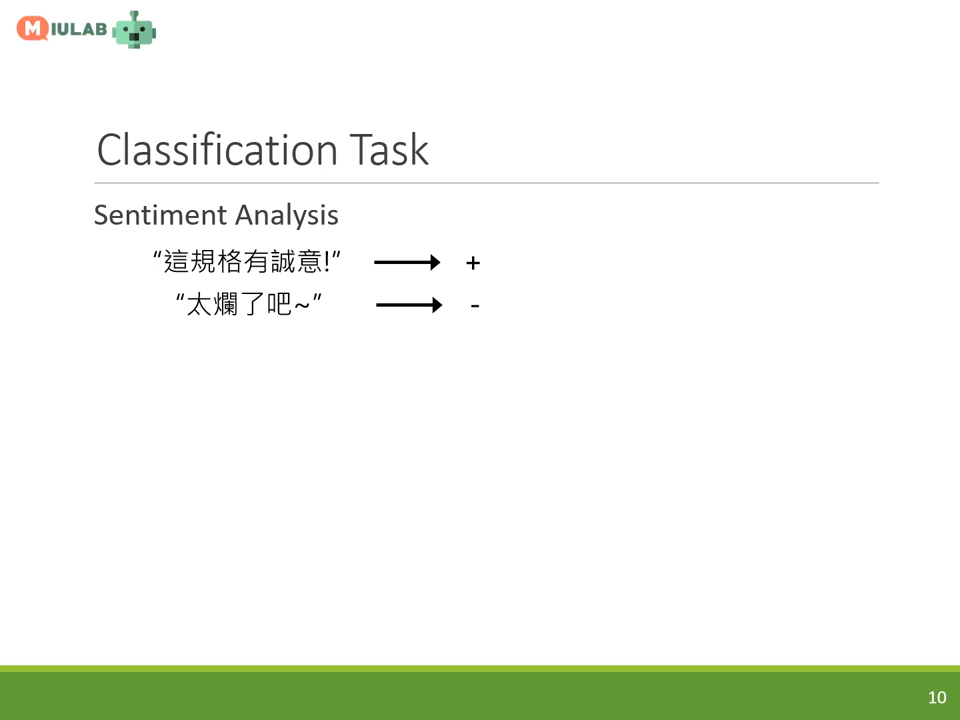 MIULAB
Classification Task
Sentiment Analysis
“這規格有誠意!” → +
“太爛了吧~” → -
10